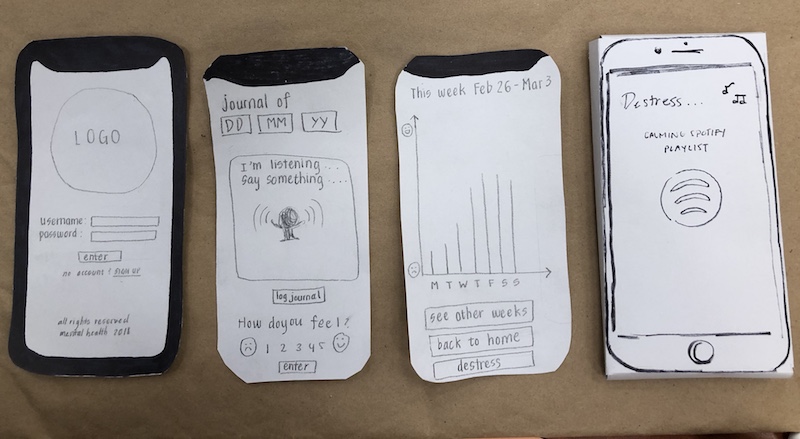 LOGO
username:
password:
enter
no account? SIGN UP
all rights reserved
mental health 2018
journal of
DD MM YY
I'm listening ...
say something ....
log journal
How do you feel?
1 2 3 4 5
enter
This week Feb 26 - Mar 3
M T W T F S S
see other weeks
back to home
destress
Destress...
CALMING SPOTIFY
PLAYLIST